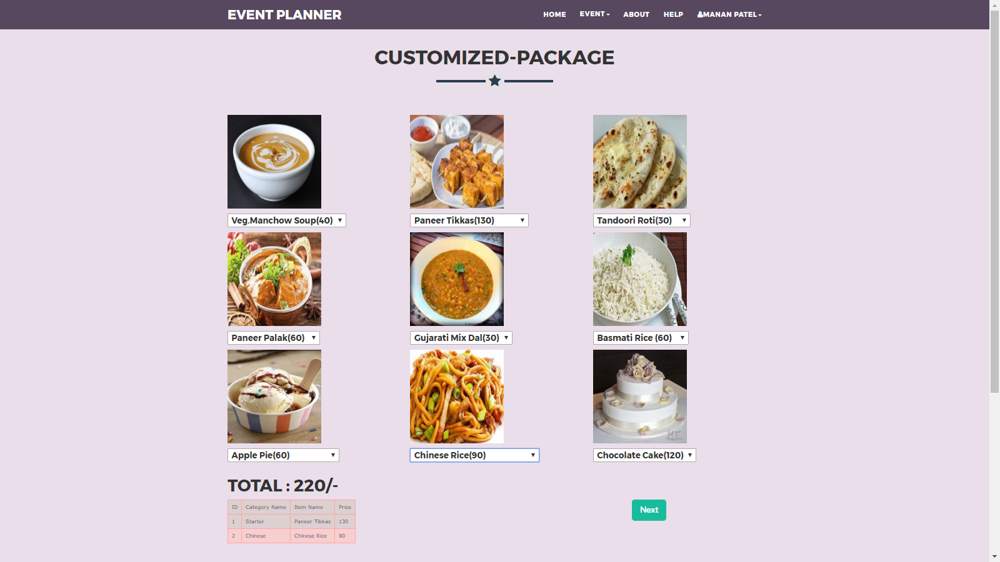 EVENT PLANNER
HOME EVENT ABOUT HELP MANAN PATEL
CUSTOMIZED-PACKAGE
Veg.Manchow Soup(40) Paneer Tikkas(130) Tandoori Roti(30)
Paneer Palak(60) Gujarati Mix Dal(30) Basmati Rice (60)
Apple Pie(60) Chinese Rice(90) Chocolate Cake(120)
TOTAL : 220/-
ID Category Name Item Name Price
1 Starter Paneer Tikkas 130
2 Chinese Chinese Rice 90
Next